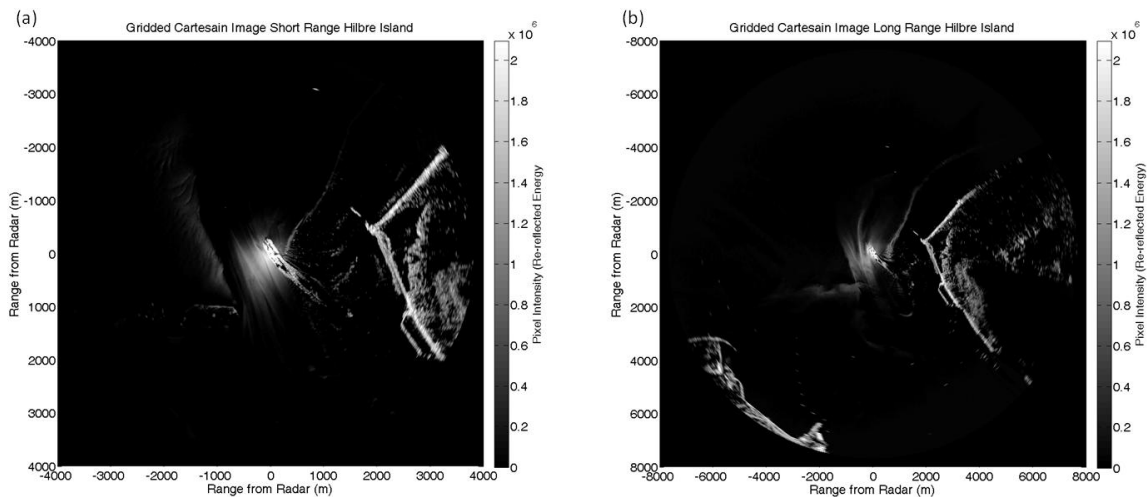 (a)
Gridded Cartesain Image Short Range Hilbre Island
x 10^6
-4000
-3000
-2000
-1000
0
1000
2000
3000
4000
Range from Radar (m)
-4000 -3000 -2000 -1000 0 1000 2000 3000 4000
Range from Radar (m)
2
1.8
1.6
1.4
1.2
1
0.8
0.6
0.4
0.2
0
Pixel Intensity (Re-reflected Energy)
(b)
Gridded Cartesain Image Long Range Hilbre Island
x 10^6
-8000
-6000
-4000
-2000
0
2000
4000
6000
8000
Range from Radar (m)
-8000 -6000 -4000 -2000 0 2000 4000 6000 8000
Range from Radar (m)
2
1.8
1.6
1.4
1.2
1
0.8
0.6
0.4
0.2
0
Pixel Intensity (Re-reflected Energy)